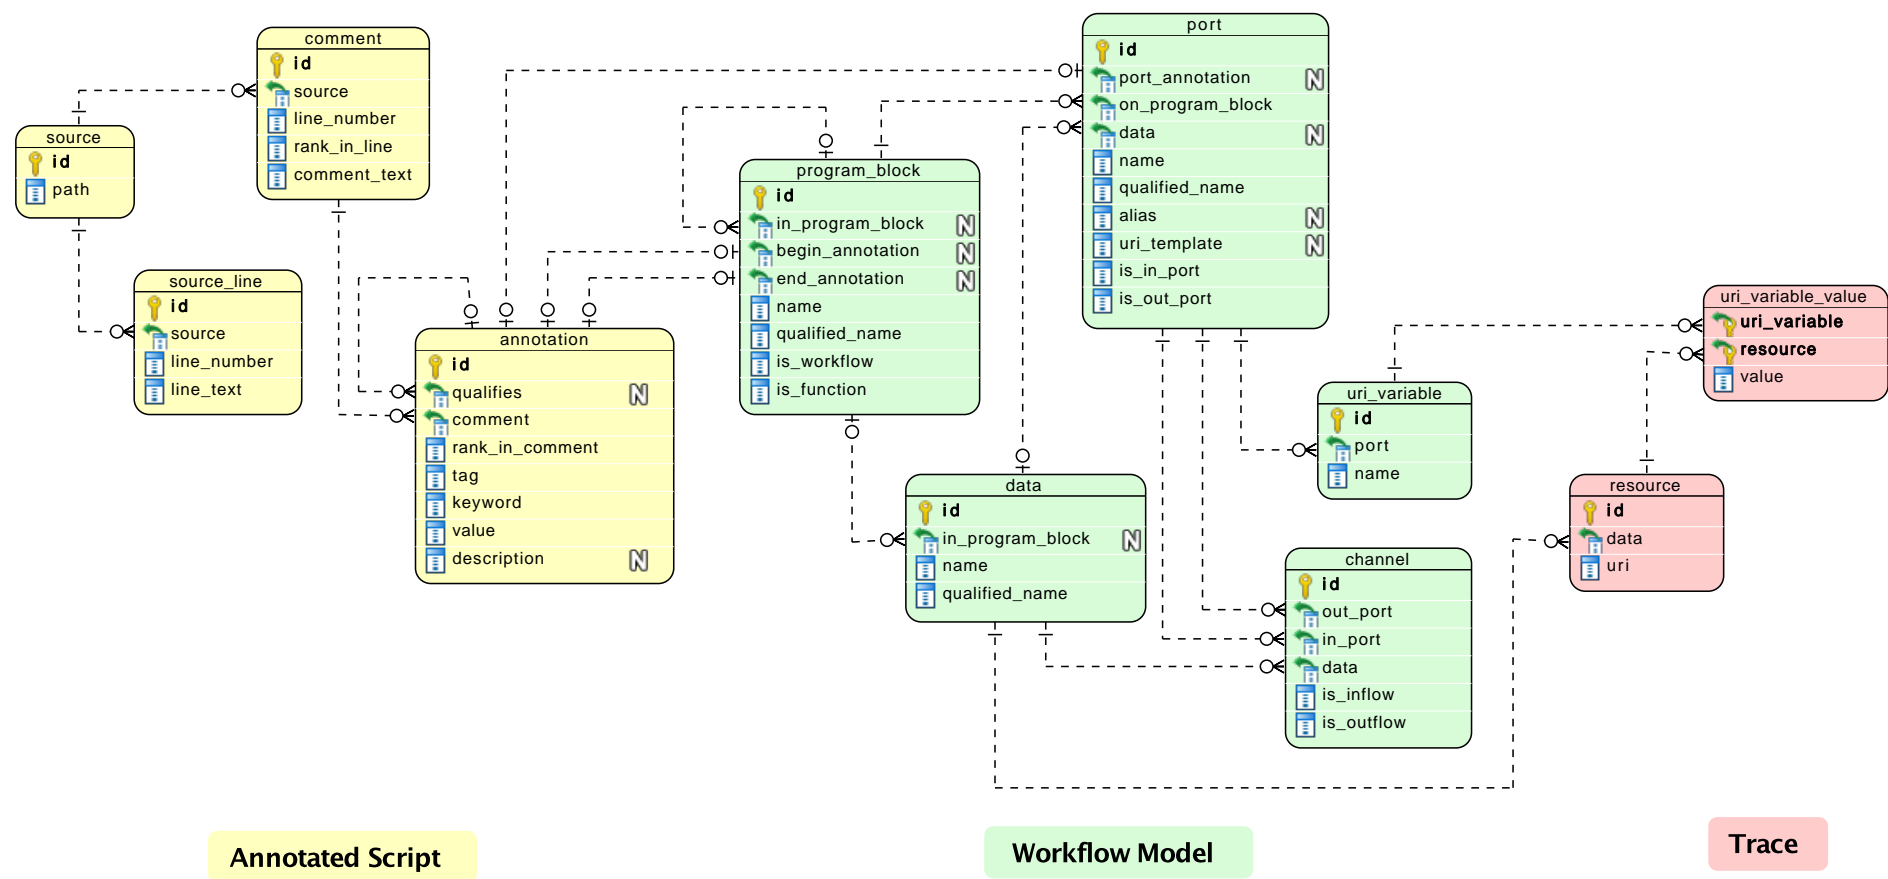 comment
id
source
line_number
rank_in_line
comment_text
source
id
path
source_line
id
source
line_number
line_text
annotation
id
qualifies N
comment
rank_in_comment
tag
keyword
value
description N
program_block
id
in_program_block N
begin_annotation N
end_annotation N
name
qualified_name
is_workflow
is_function
port
id
port_annotation N
on_program_block
data N
name
qualified_name
alias N
uri_template N
is_in_port
is_out_port
data
id
in_program_block N
name
qualified_name
uri_variable
id
port
name
channel
id
out_port
in_port
data
is_inflow
is_outflow
uri_variable_value
uri_variable
resource
value
resource
id
data
uri
Annotated Script
Workflow Model
Trace